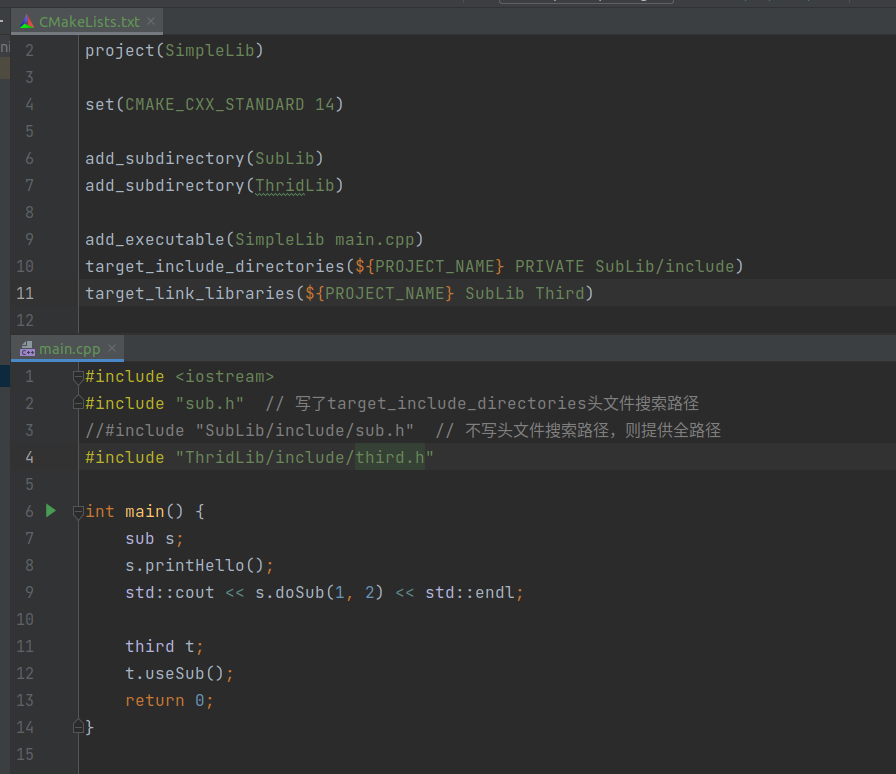 CMakeLists.txt
ni
2 project(SimpleLib)
3
4 set(CMAKE_CXX_STANDARD 14)
5
6 add_subdirectory(SubLib)
7 add_subdirectory(ThridLib)
8
9 add_executable(SimpleLib main.cpp)
10 target_include_directories(${PROJECT_NAME} PRIVATE SubLib/include)
11 target_link_libraries(${PROJECT_NAME} SubLib Third)
12
main.cpp
1 #include <iostream>
2 #include "sub.h"  // 写了target_include_directories头文件搜索路径
3 //#include "SubLib/include/sub.h"  // 不写头文件搜索路径，则提供全路径
4 #include "ThridLib/include/third.h"
5
6 int main() {
7     sub s;
8     s.printHello();
9     std::cout << s.doSub(1, 2) << std::endl;
10
11     third t;
12     t.useSub();
13     return 0;
14 }
15